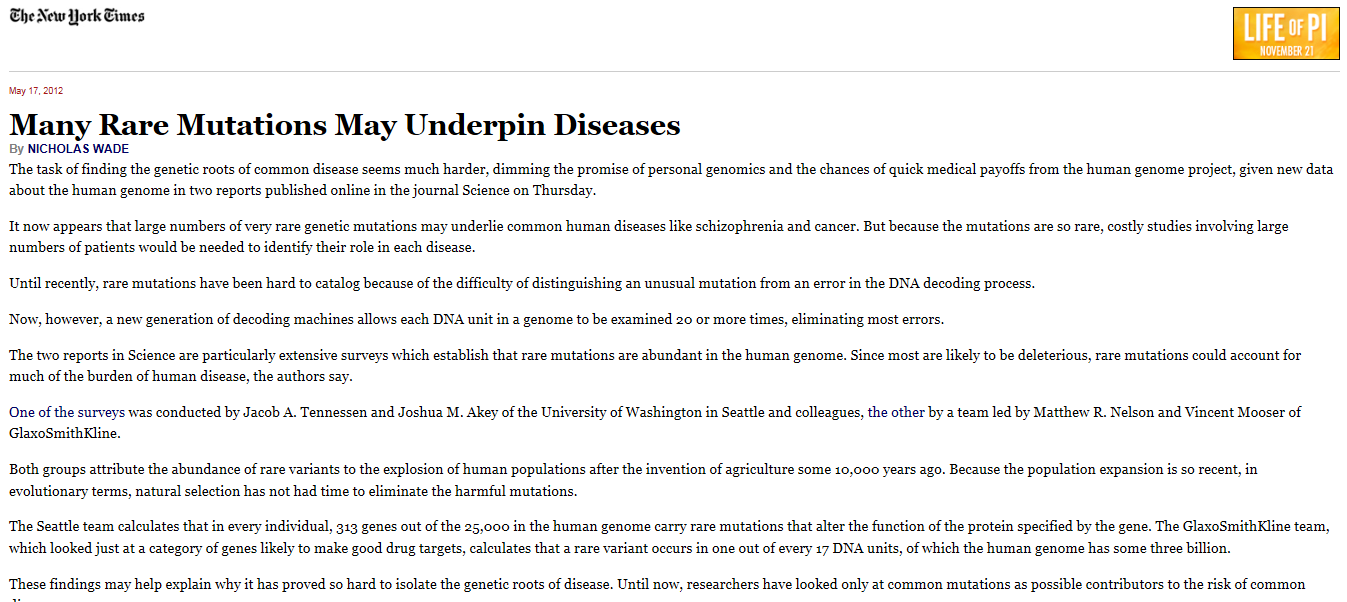 The New York Times
LIFE OF PI
NOVEMBER 21
May 17, 2012
Many Rare Mutations May Underpin Diseases
By NICHOLAS WADE
The task of finding the genetic roots of common disease seems much harder, dimming the promise of personal genomics and the chances of quick medical payoffs from the human genome project, given new data
about the human genome in two reports published online in the journal Science on Thursday.
It now appears that large numbers of very rare genetic mutations may underlie common human diseases like schizophrenia and cancer. But because the mutations are so rare, costly studies involving large
numbers of patients would be needed to identify their role in each disease.
Until recently, rare mutations have been hard to catalog because of the difficulty of distinguishing an unusual mutation from an error in the DNA decoding process.
Now, however, a new generation of decoding machines allows each DNA unit in a genome to be examined 20 or more times, eliminating most errors.
The two reports in Science are particularly extensive surveys which establish that rare mutations are abundant in the human genome. Since most are likely to be deleterious, rare mutations could account for
much of the burden of human disease, the authors say.
One of the surveys was conducted by Jacob A. Tennessen and Joshua M. Akey of the University of Washington in Seattle and colleagues, the other by a team led by Matthew R. Nelson and Vincent Mooser of
GlaxoSmithKline.
Both groups attribute the abundance of rare variants to the explosion of human populations after the invention of agriculture some 10,000 years ago. Because the population expansion is so recent, in
evolutionary terms, natural selection has not had time to eliminate the harmful mutations.
The Seattle team calculates that in every individual, 313 genes out of the 25,000 in the human genome carry rare mutations that alter the function of the protein specified by the gene. The GlaxoSmithKline team,
which looked just at a category of genes likely to make good drug targets, calculates that a rare variant occurs in one out of every 17 DNA units, of which the human genome has some three billion.
These findings may help explain why it has proved so hard to isolate the genetic roots of disease. Until now, researchers have looked only at common mutations as possible contributors to the risk of common